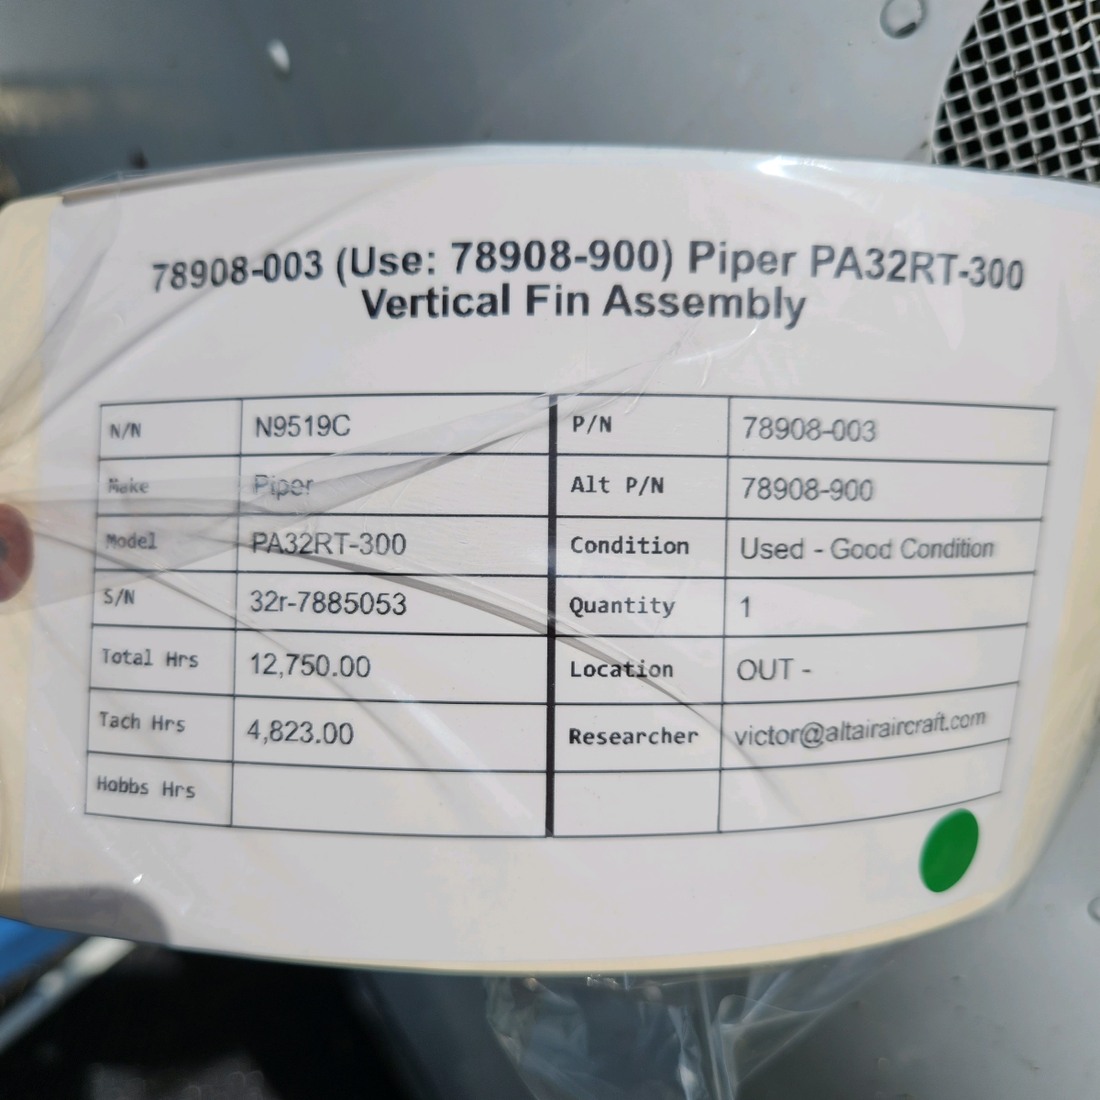 78908-003 (Use: 78908-900) Piper PA32RT-300
Vertical Fin Assembly
N/N N9519C P/N 78908-003
Make Piper Alt P/N 78908-900
Model PA32RT-300 Condition Used - Good Condition
S/N 32r-7885053 Quantity 1
Total Hrs 12,750.00 Location OUT -
Tach Hrs 4,823.00 Researcher victor@altairaircraft.com
Hobbs Hrs